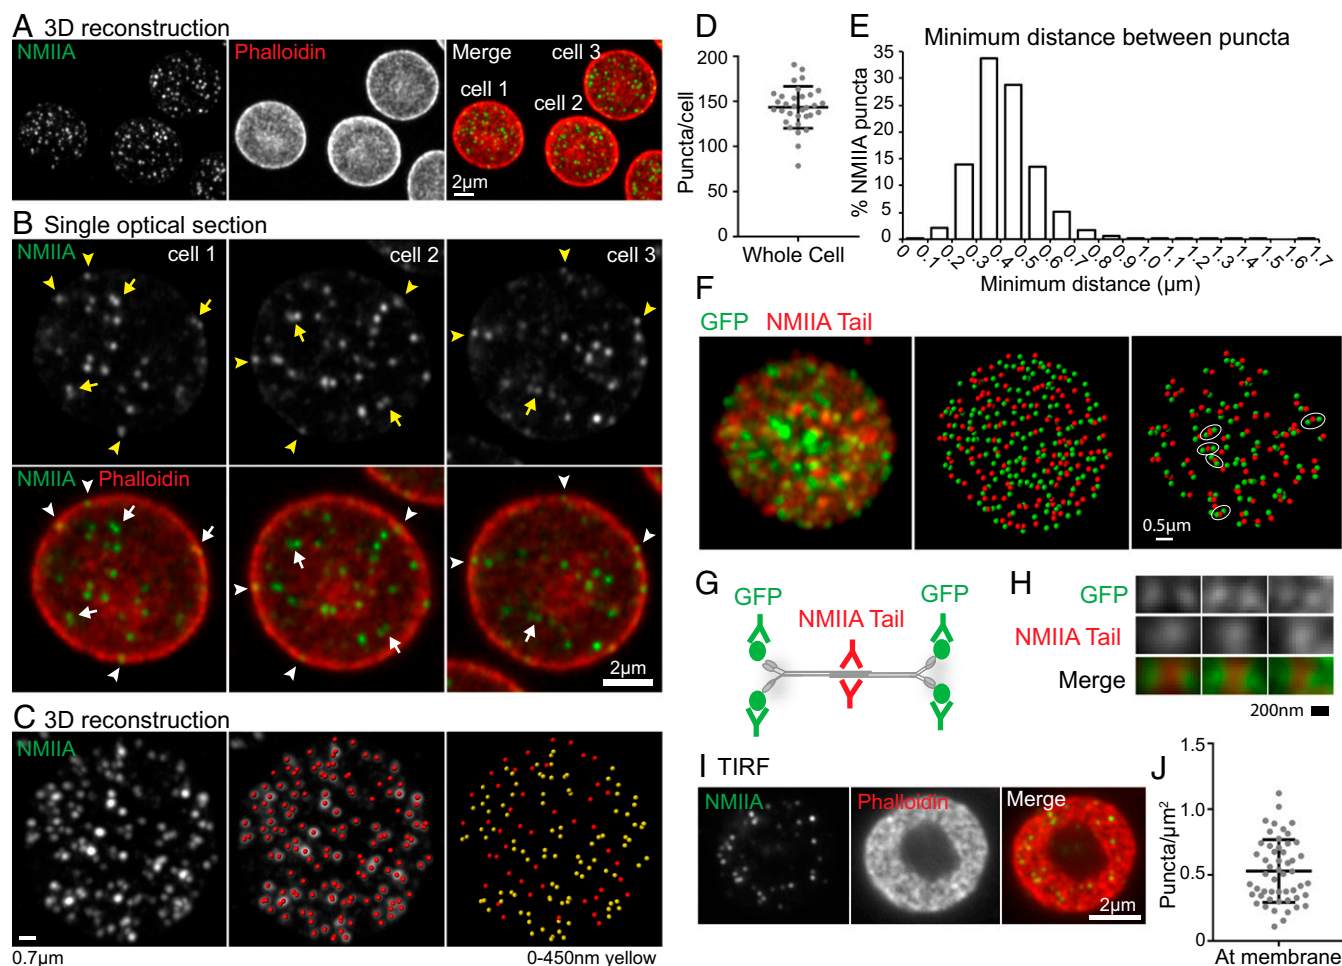 A 3D reconstruction
NMIIA
Phalloidin
Merge
cell 1
cell 2
cell 3
2μm
B Single optical section
NMIIA
cell 1
cell 2
cell 3
NMIIA Phalloidin
2μm
C 3D reconstruction
NMIIA
0.7μm
0-450nm yellow
D
Puncta/cell
200
150
100
50
0
Whole Cell
E Minimum distance between puncta
% NMIIA puncta
35
30
25
20
15
10
5
0
0 0.1 0.2 0.3 0.4 0.5 0.6 0.7 0.8 0.9 1.0 1.1 1.2 1.3 1.4 1.5 1.6 1.7
Minimum distance (μm)
F
GFP NMIIA Tail
0.5μm
G
GFP
NMIIA Tail
GFP
H
GFP
NMIIA Tail
Merge
200nm
I TIRF
NMIIA
Phalloidin
Merge
2μm
J
Puncta/μm²
1.5
1.0
0.5
0
At membrane